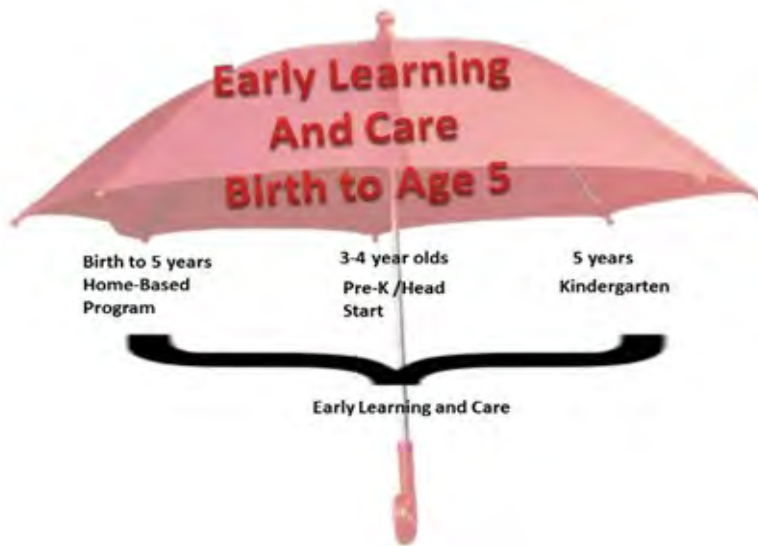 Early Learning
And Care
Birth to Age 5
Birth to 5 years
Home-Based
Program
3-4 year olds
Pre-K /Head
Start
5 years
Kindergarten
Early Learning and Care